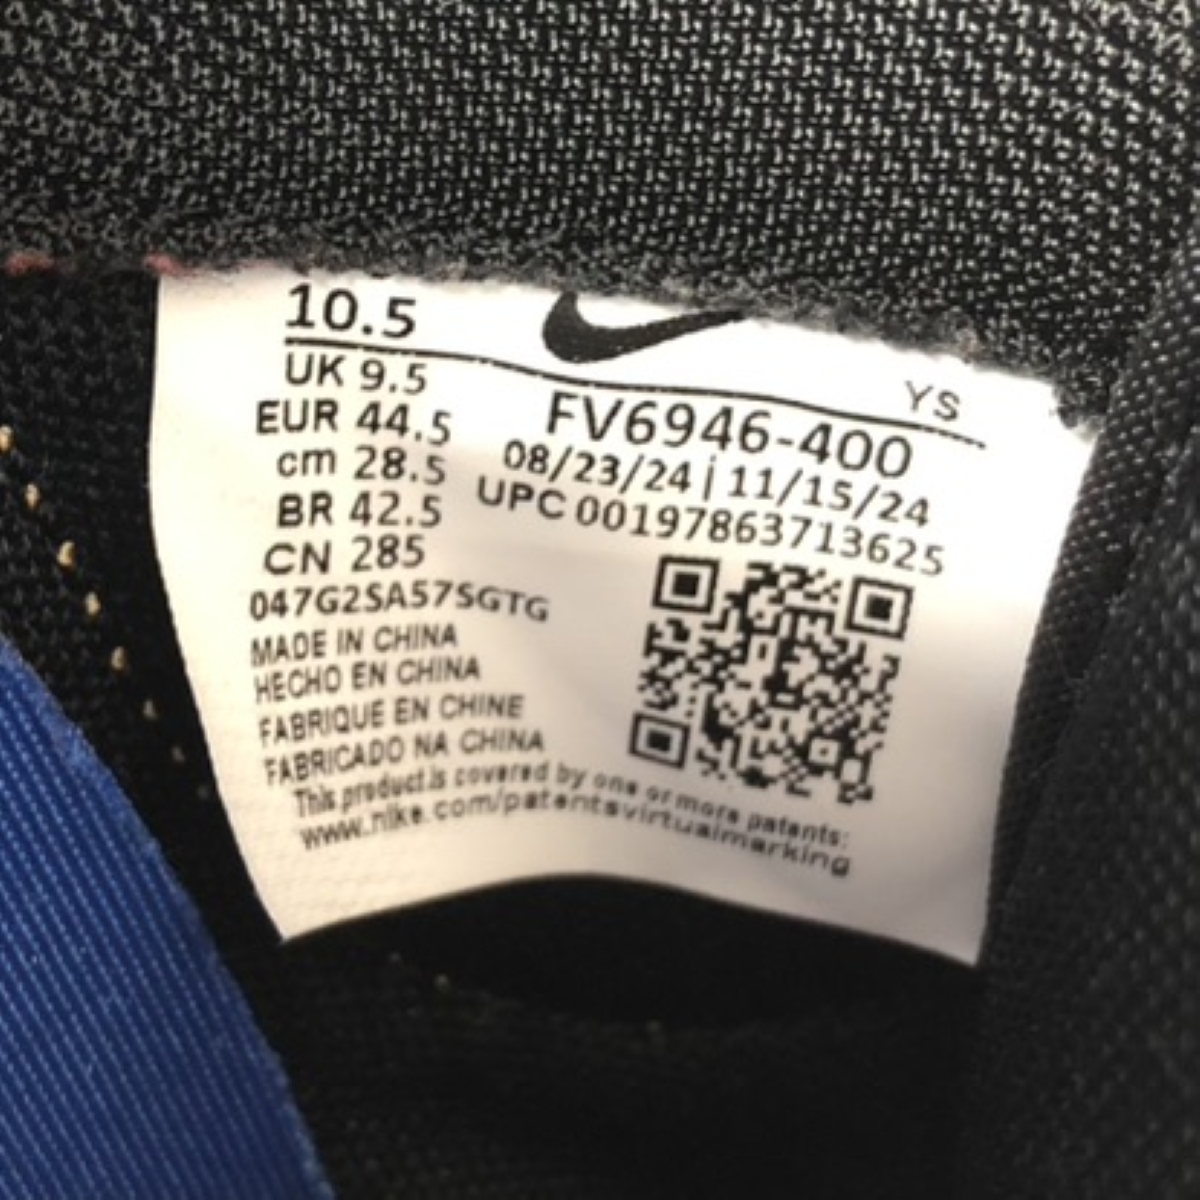 10.5
YS
UK 9.5
EUR 44.5
cm 28.5
BR 42.5
CN 285
FV6946-400
08/23/24 | 11/15/24
UPC 00197863713625
047G2SA57SGTG
MADE IN CHINA
HECHO EN CHINA
FABRIQUE EN CHINE
FABRICADO NA CHINA
This product is covered by one or more patents:
www.nike.com/patentsvirtualmarking